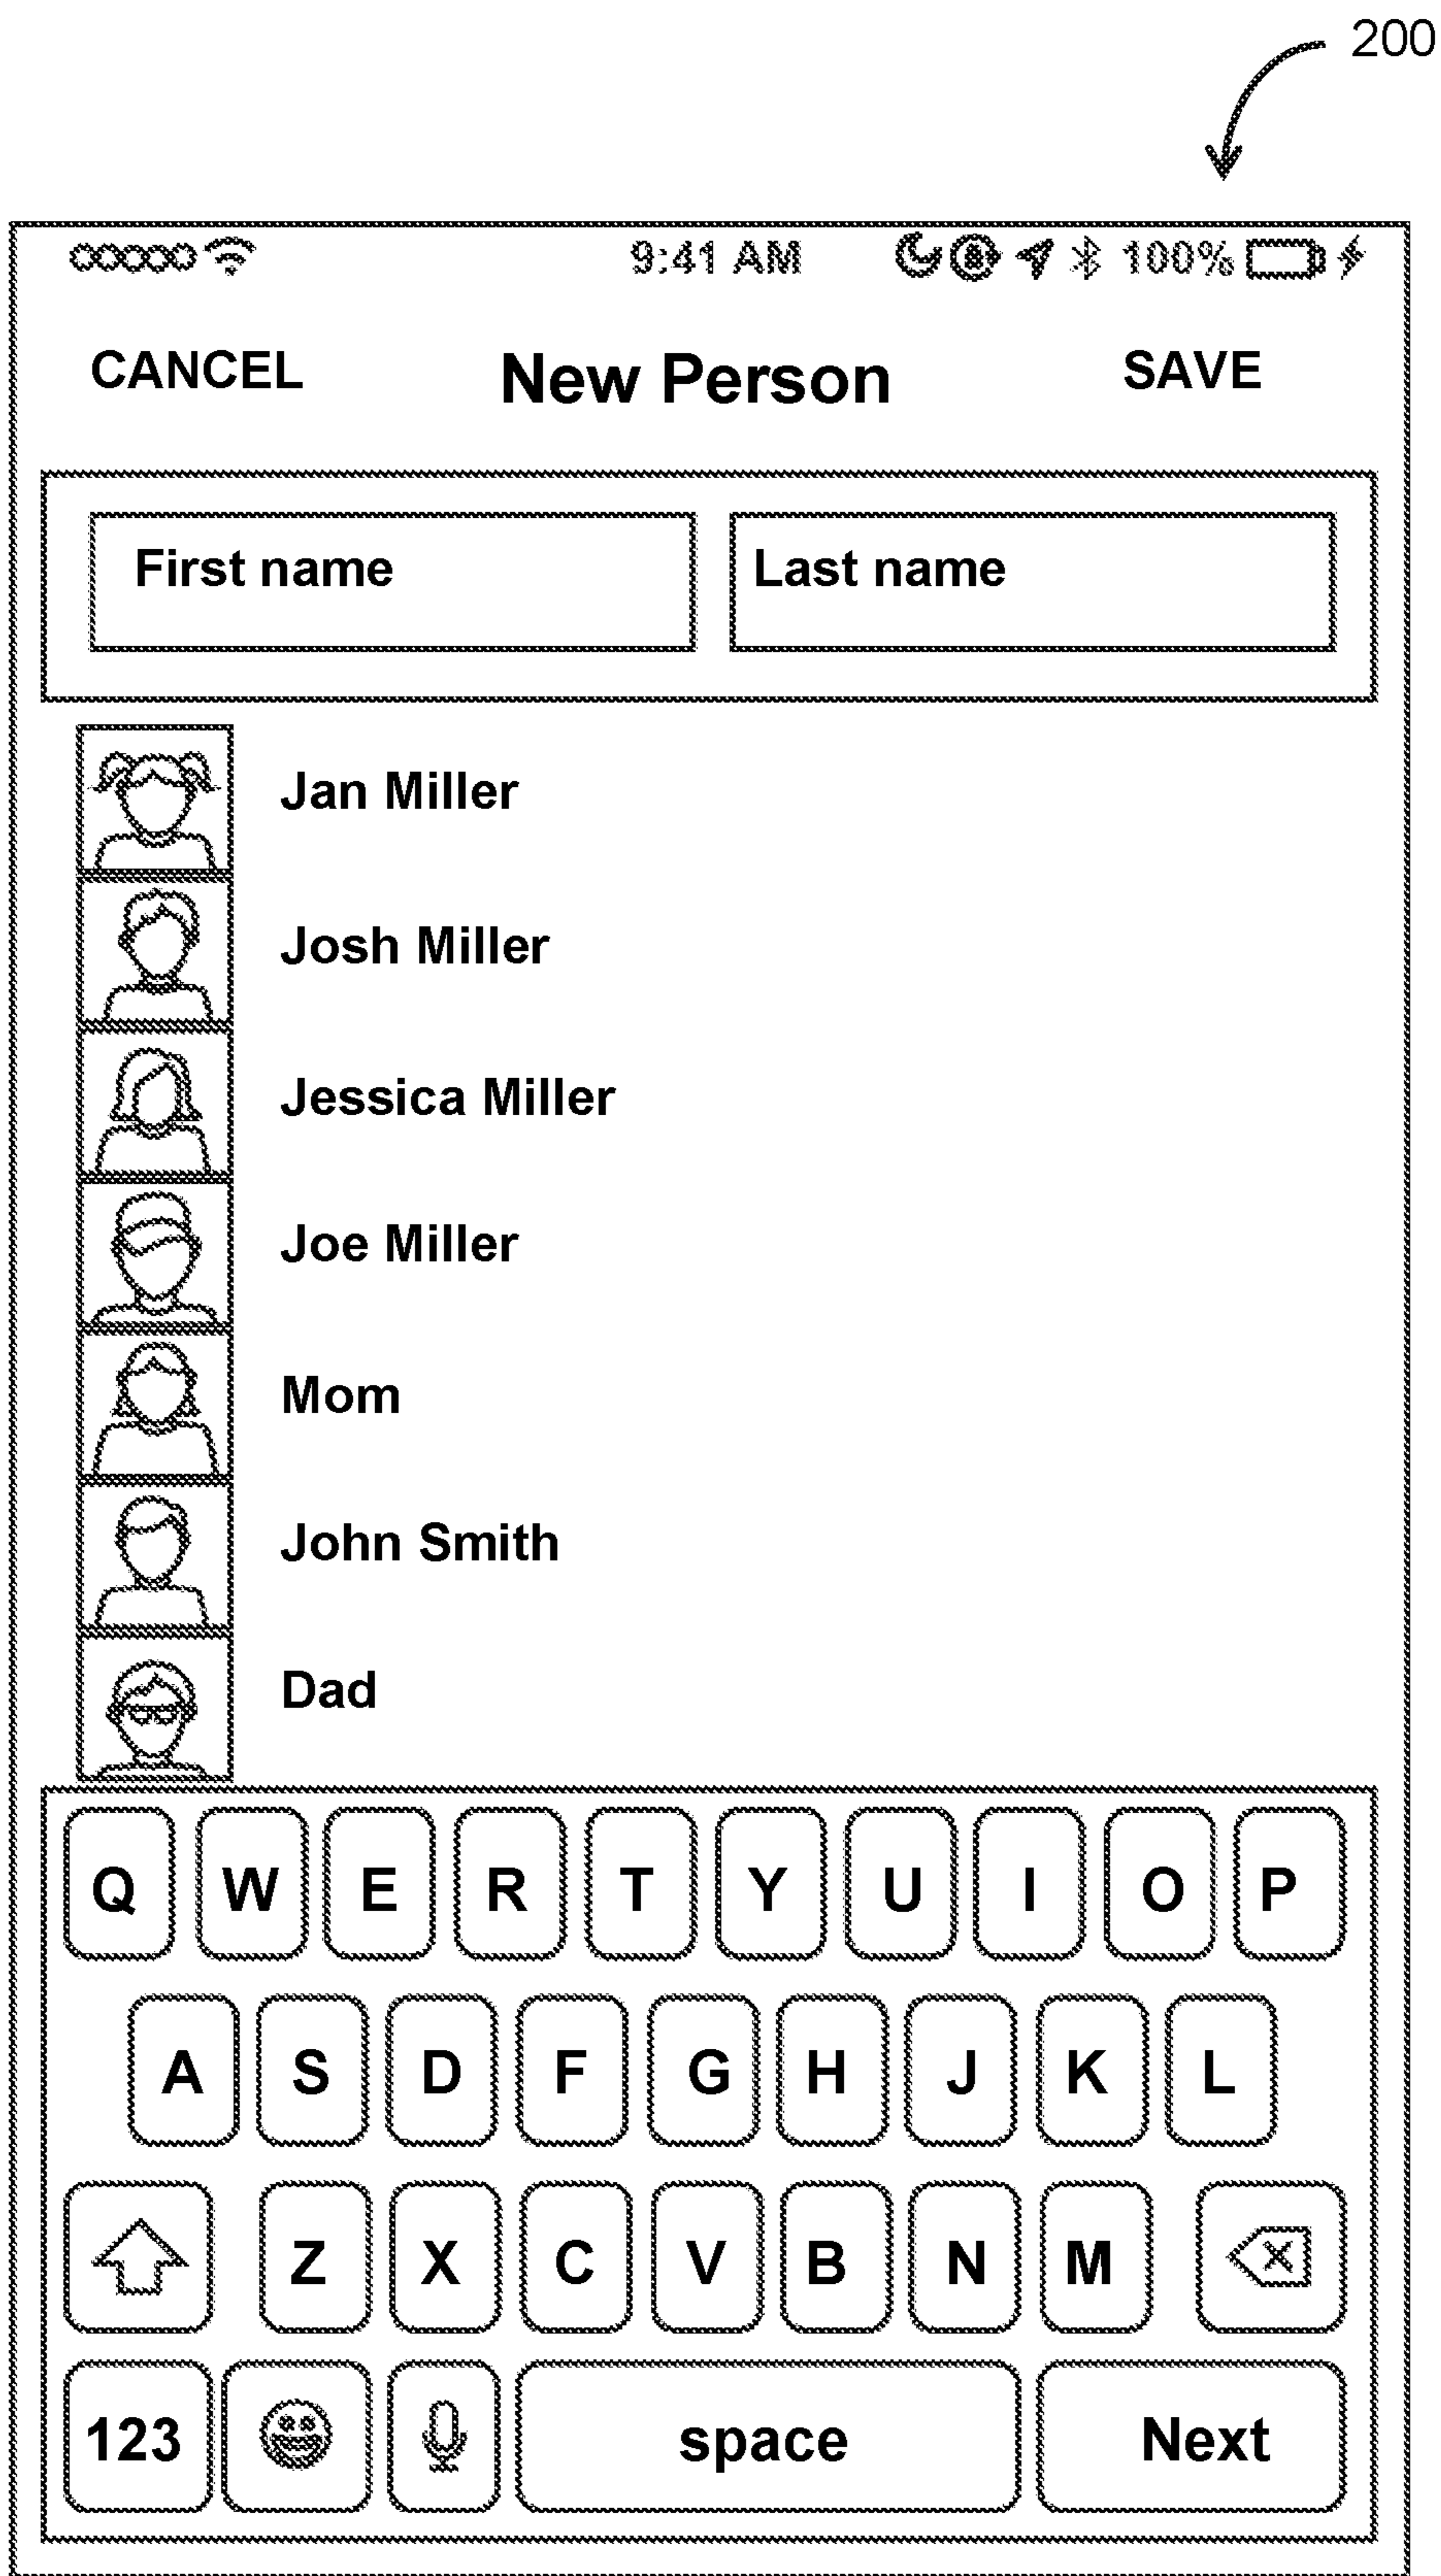 200
9:41 AM 100%
CANCEL New Person SAVE
First name Last name
Jan Miller
Josh Miller
Jessica Miller
Joe Miller
Mom
John Smith
Dad
Q W E R T Y U I O P
A S D F G H J K L
Z X C V B N M
123 space Next